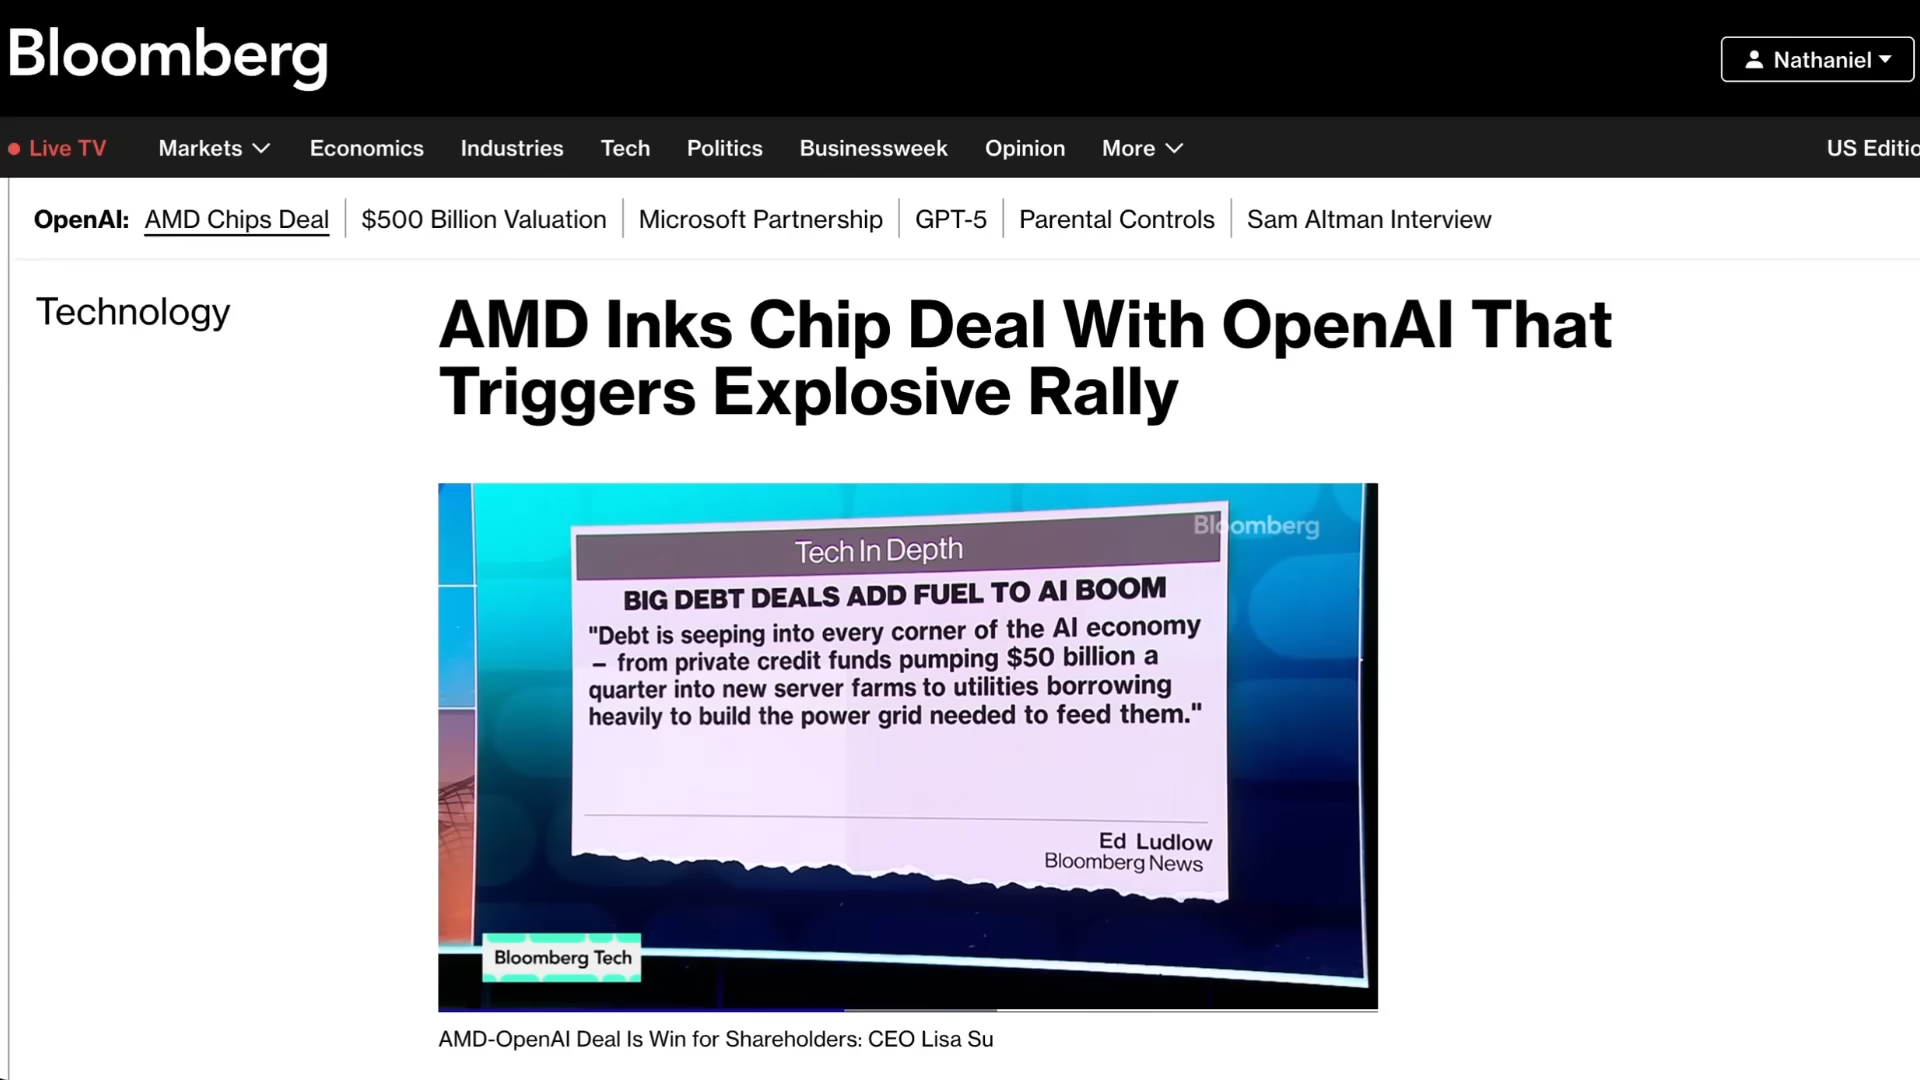 Bloomberg
Nathaniel
Live TV
Markets
Economics
Industries
Tech
Politics
Businessweek
Opinion
More
US Editio
OpenAI: AMD Chips Deal
$500 Billion Valuation
Microsoft Partnership
GPT-5
Parental Controls
Sam Altman Interview
Technology
AMD Inks Chip Deal With OpenAI That
Triggers Explosive Rally
Bloomberg
Tech In Depth
BIG DEBT DEALS ADD FUEL TO AI BOOM
"Debt is seeping into every corner of the AI economy
– from private credit funds pumping $50 billion a
quarter into new server farms to utilities borrowing
heavily to build the power grid needed to feed them."
Ed Ludlow
Bloomberg News
Bloomberg Tech
AMD-OpenAI Deal Is Win for Shareholders: CEO Lisa Su